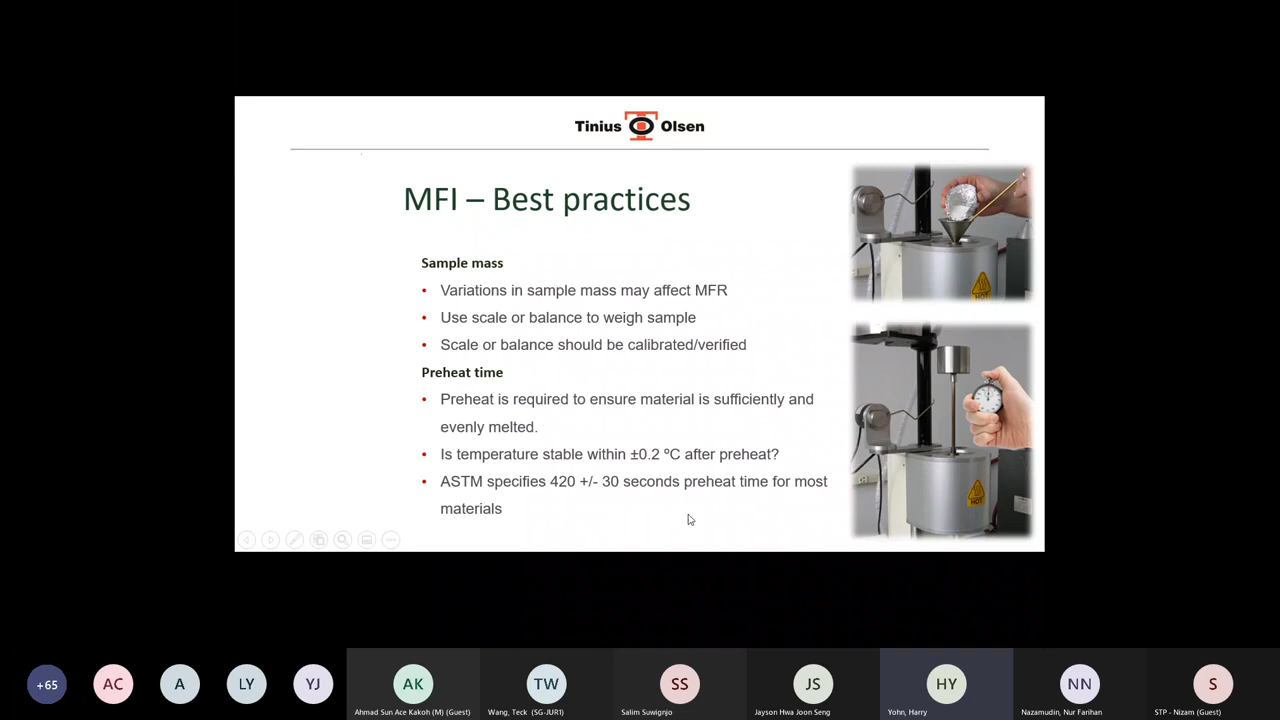 Tinius Olsen
MFI – Best practices
Sample mass
• Variations in sample mass may affect MFR
• Use scale or balance to weigh sample
• Scale or balance should be calibrated/verified
Preheat time
• Preheat is required to ensure material is sufficiently and
evenly melted.
• Is temperature stable within ±0.2 ºC after preheat?
• ASTM specifies 420 +/- 30 seconds preheat time for most
materials
HOT
HOT
+65
AC
A
LY
YJ
AK
TW
SS
JS
HY
NN
S
Ahmad Sun Ace Kakoh (M) (Guest)
Wang, Teck (SG-JUR1)
Salim Suwignjo
Jayson Hwa Joon Seng
Yohn, Harry
Nazamudin, Nur Farihan
STP - Nizam (Guest)